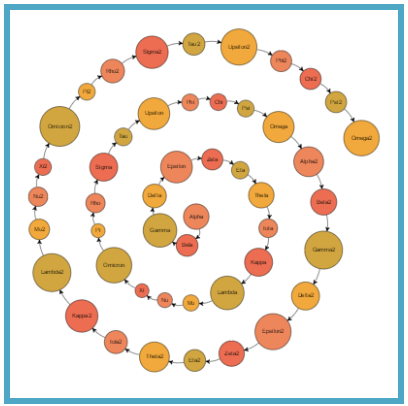 Alpha
Beta
Gamma
Delta
Epsilon
Zeta
Eta
Theta
Iota
Kappa
Lambda
Mu
Nu
Xi
Omicron
Pi
Rho
Sigma
Tau
Upsilon
Phi
Chi
Psi
Omega
Alpha2
Beta2
Gamma2
Delta2
Epsilon2
Zeta2
Eta2
Theta2
Iota2
Kappa2
Lambda2
Mu2
Nu2
Xi2
Omicron2
Pi2
Rho2
Sigma2
Tau2
Upsilon2
Phi2
Chi2
Psi2
Omega2